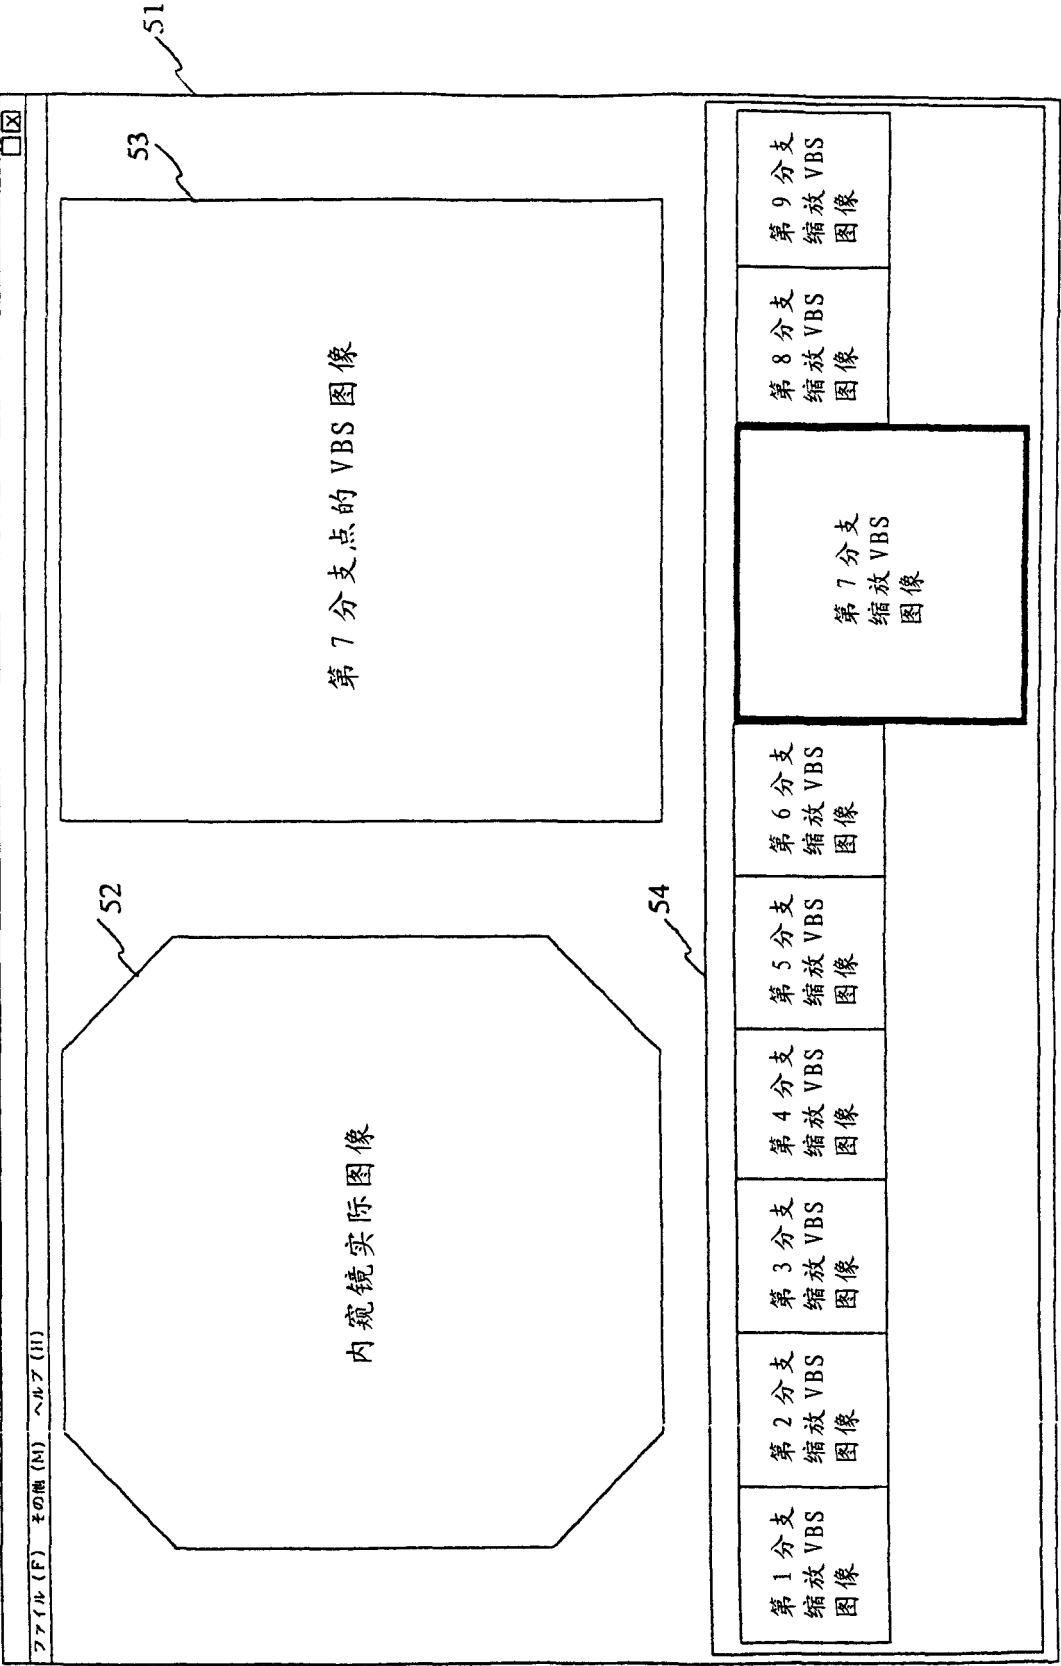 ファイル(F) その他(M) ヘルプ(H)
51
52
内窥镜实际图像
53
第7分支点的VBS图像
54
第1分支
缩放VBS
图像
第2分支
缩放VBS
图像
第3分支
缩放VBS
图像
第4分支
缩放VBS
图像
第5分支
缩放VBS
图像
第6分支
缩放VBS
图像
第7分支
缩放VBS
图像
第8分支
缩放VBS
图像
第9分支
缩放VBS
图像